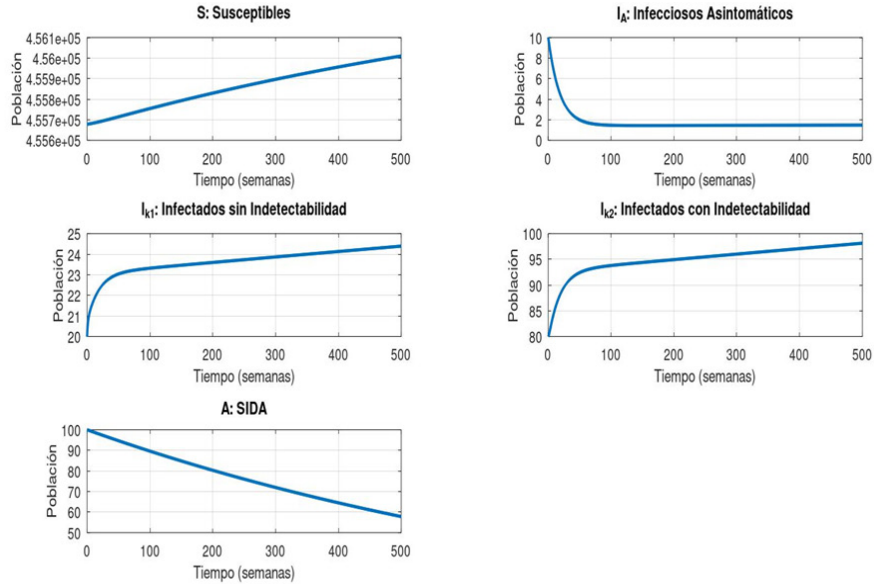 S: Susceptibles
4.561e+05
4.56e+05
4.559e+05
4.558e+05
4.557e+05
4.556e+05
Población
0 100 200 300 400 500
Tiempo (semanas)
I_A: Infecciosos Asintomáticos
10
8
6
4
2
0
Población
0 100 200 300 400 500
Tiempo (semanas)
I_k1: Infectados sin Indetectabilidad
25
24
23
22
21
20
Población
0 100 200 300 400 500
Tiempo (semanas)
I_k2: Infectados con Indetectabilidad
100
95
90
85
80
Población
0 100 200 300 400 500
Tiempo (semanas)
A: SIDA
100
90
80
70
60
50
Población
0 100 200 300 400 500
Tiempo (semanas)